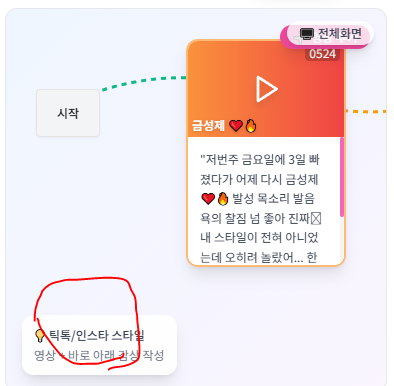 🖥️ 전체화면
0524
시작
금성제 ❤️🔥
"저번주 금요일에 3일 빠
졌다가 어제 다시 금성제
❤️🔥 발성 목소리 발음
욕의 찰짐 넘 좋아 진짜
내 스타일이 전혀 아니었
는데 오히려 놀랐어... 한
💡 틱톡/인스타 스타일
영상 + 바로 아래 감상 작성